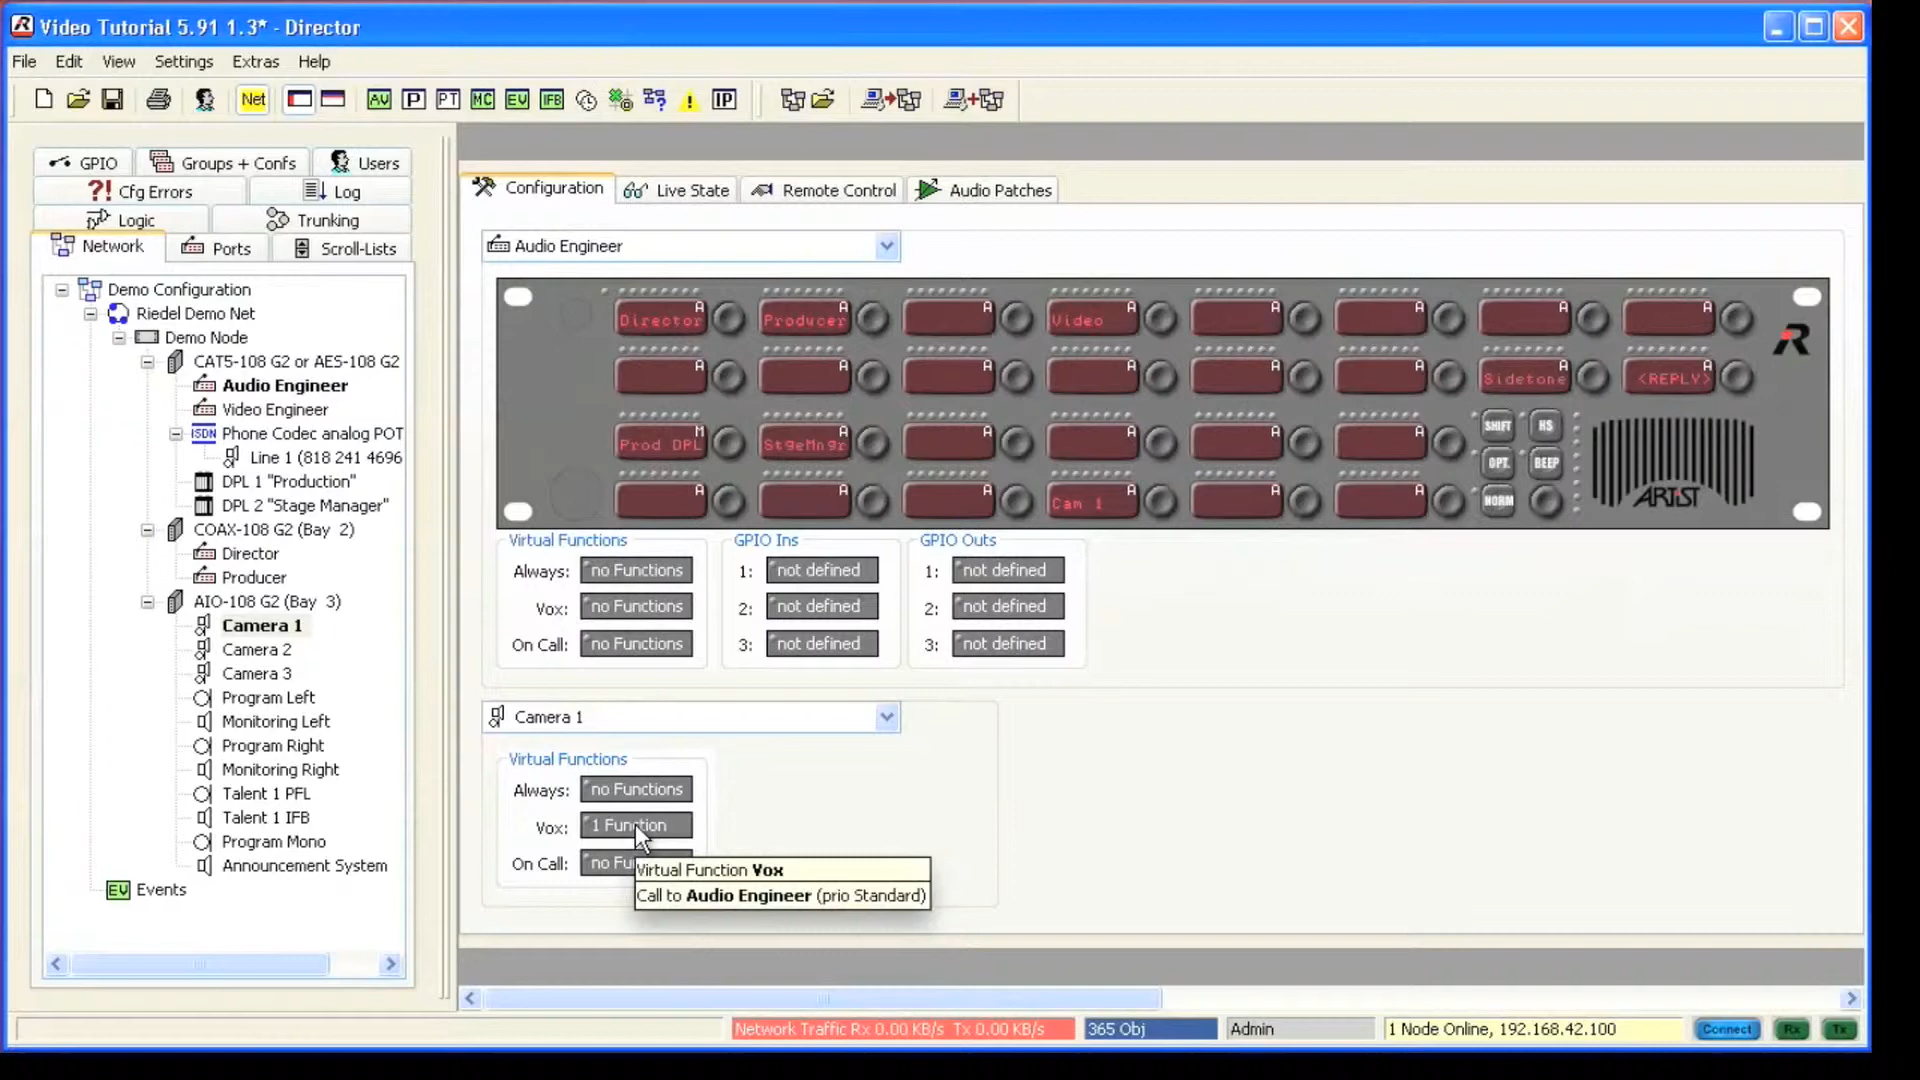 Video Tutorial 5.91 1.3* - Director
File Edit View Settings Extras Help
Net AV P PT MC EV IFB IP
GPIO Groups + Confs Users
Cfg Errors Log
Logic Trunking
Network Ports Scroll-Lists
Demo Configuration
Riedel Demo Net
Demo Node
CAT5-108 G2 or AES-108 G2
Audio Engineer
Video Engineer
ISDN Phone Codec analog POT
Line 1 (818 241 4696
DPL 1 "Production"
DPL 2 "Stage Manager"
COAX-108 G2 (Bay 2)
Director
Producer
AIO-108 G2 (Bay 3)
Camera 1
Camera 2
Camera 3
Program Left
Monitoring Left
Program Right
Monitoring Right
Talent 1 PFL
Talent 1 IFB
Program Mono
Announcement System
EV Events
Configuration Live State Remote Control Audio Patches
Audio Engineer
A A A A A A A A
Director Producer Video
A A A A A A A A
Sidetone <REPLY>
M A A A A A
Prod DPL StgeMngr
SHIFT HS
OPT. BEEP
A A A A A A
Cam 1
NORM
ARTIST
Virtual Functions GPIO Ins GPIO Outs
Always: no Functions 1: not defined 1: not defined
Vox: no Functions 2: not defined 2: not defined
On Call: no Functions 3: not defined 3: not defined
Camera 1
Virtual Functions
Always: no Functions
Vox: 1 Function
On Call: no Fu
Virtual Function Vox
Call to Audio Engineer (prio Standard)
Network Traffic Rx 0.00 KB/s Tx 0.00 KB/s 365 Obj Admin 1 Node Online, 192.168.42.100 Connect Rx Tx